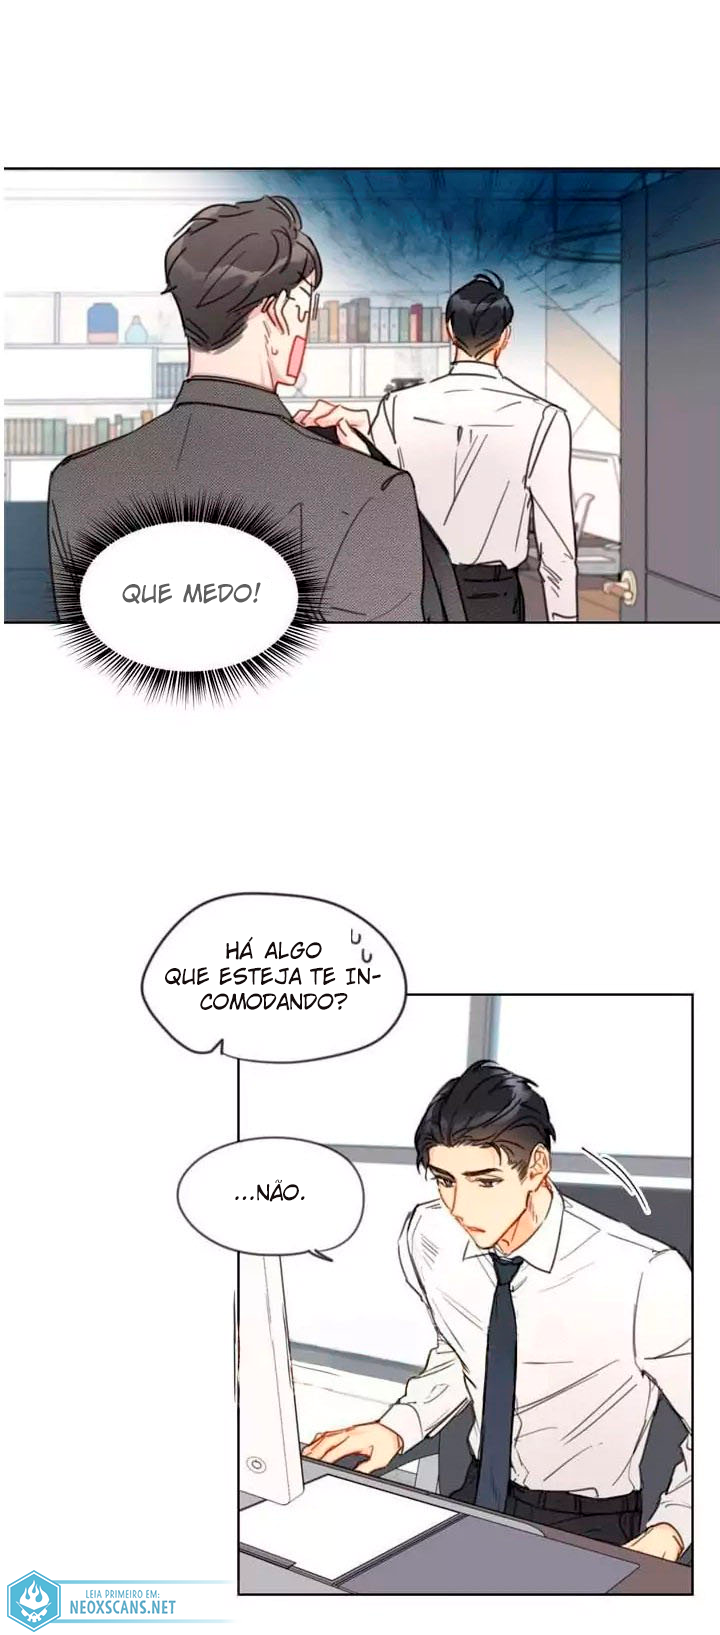 QUE MEDO!
HÁ ALGO
QUE ESTEJA TE IN-
COMODANDO?
...NÃO.
LEIA PRIMEIRO EM:
NEOXSCANS.NET